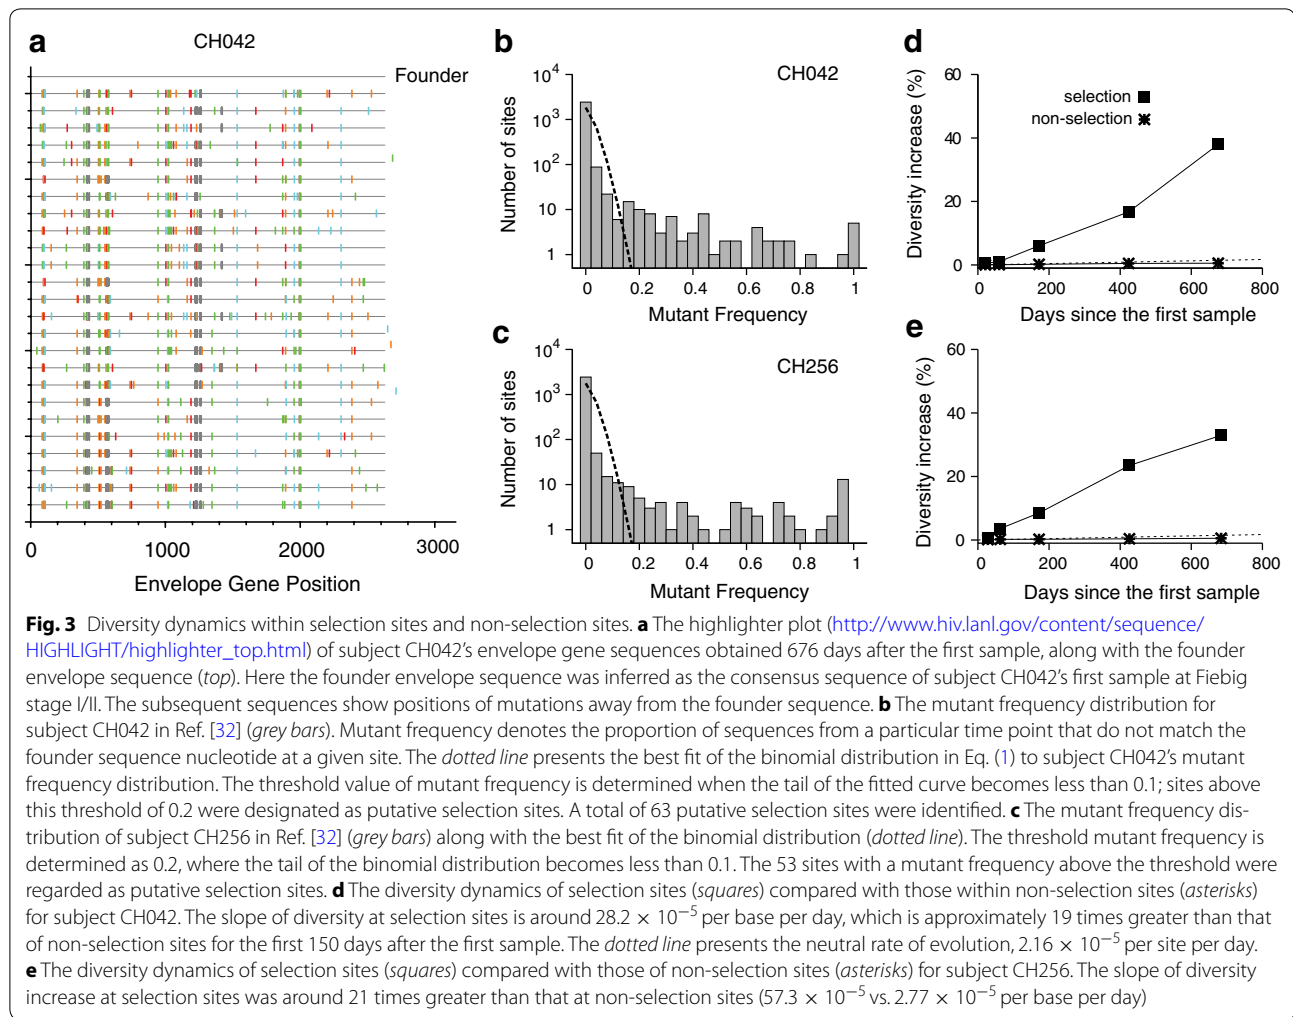 a
CH042
Founder
0
1000
2000
3000
Envelope Gene Position
b
CH042
Number of sites
10^4
10^3
10^2
10
1
0
0.2
0.4
0.6
0.8
1
Mutant Frequency
c
CH256
Number of sites
10^4
10^3
10^2
10
1
0
0.2
0.4
0.6
0.8
1
Mutant Frequency
d
Diversity increase (%)
60
40
20
0
selection
non-selection
0
200
400
600
800
Days since the first sample
e
Diversity increase (%)
60
40
20
0
0
200
400
600
800
Days since the first sample
Fig. 3 Diversity dynamics within selection sites and non-selection sites. a The highlighter plot (http://www.hiv.lanl.gov/content/sequence/
HIGHLIGHT/highlighter_top.html) of subject CH042's envelope gene sequences obtained 676 days after the first sample, along with the founder
envelope sequence (top). Here the founder envelope sequence was inferred as the consensus sequence of subject CH042's first sample at Fiebig
stage I/II. The subsequent sequences show positions of mutations away from the founder sequence. b The mutant frequency distribution for
subject CH042 in Ref. [32] (grey bars). Mutant frequency denotes the proportion of sequences from a particular time point that do not match the
founder sequence nucleotide at a given site. The dotted line presents the best fit of the binomial distribution in Eq. (1) to subject CH042's mutant
frequency distribution. The threshold value of mutant frequency is determined when the tail of the fitted curve becomes less than 0.1; sites above
this threshold of 0.2 were designated as putative selection sites. A total of 63 putative selection sites were identified. c The mutant frequency dis-
tribution of subject CH256 in Ref. [32] (grey bars) along with the best fit of the binomial distribution (dotted line). The threshold mutant frequency is
determined as 0.2, where the tail of the binomial distribution becomes less than 0.1. The 53 sites with a mutant frequency above the threshold were
regarded as putative selection sites. d The diversity dynamics of selection sites (squares) compared with those within non-selection sites (asterisks)
for subject CH042. The slope of diversity at selection sites is around 28.2 × 10−5 per base per day, which is approximately 19 times greater than that
of non-selection sites for the first 150 days after the first sample. The dotted line presents the neutral rate of evolution, 2.16 × 10−5 per site per day.
e The diversity dynamics of selection sites (squares) compared with those of non-selection sites (asterisks) for subject CH256. The slope of diversity
increase at selection sites was around 21 times greater than that at non-selection sites (57.3 × 10−5 vs. 2.77 × 10−5 per base per day)